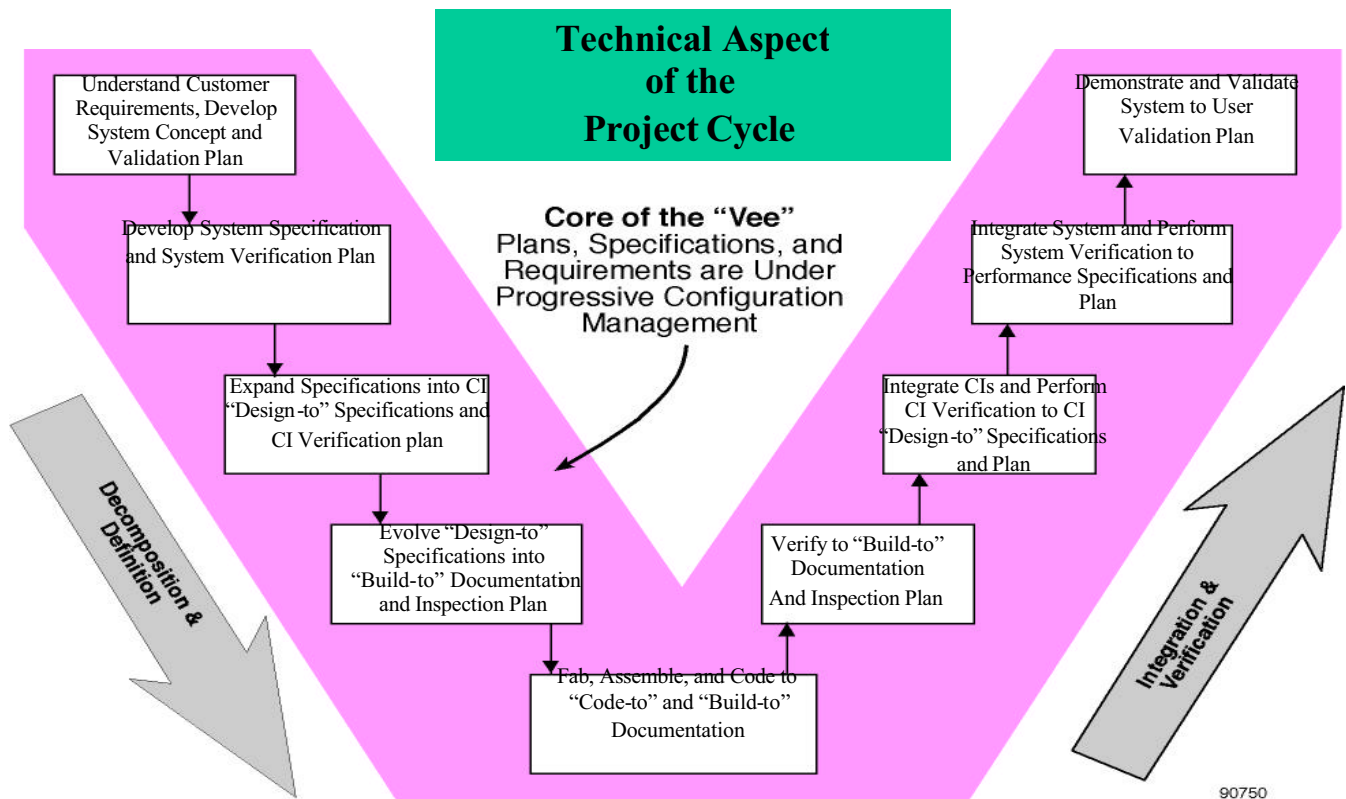 Technical Aspect
of the
Project Cycle
Understand Customer
Requirements, Develop
System Concept and
Validation Plan
Develop System Specification
and System Verification Plan
Expand Specifications into CI
“Design-to” Specifications and
CI Verification plan
Evolve “Design-to”
Specifications into
“Build-to” Documentation
and Inspection Plan
Fab, Assemble, and Code to
“Code-to” and “Build-to”
Documentation
Verify to “Build-to”
Documentation
And Inspection Plan
Integrate CIs and Perform
CI Verification to CI
“Design-to” Specifications
and Plan
Integrate System and Perform
System Verification to
Performance Specifications and
Plan
Demonstrate and Validate
System to User
Validation Plan
Core of the “Vee”
Plans, Specifications, and
Requirements are Under
Progressive Configuration
Management
Decomposition &
Definition
Integration &
Verification
90750